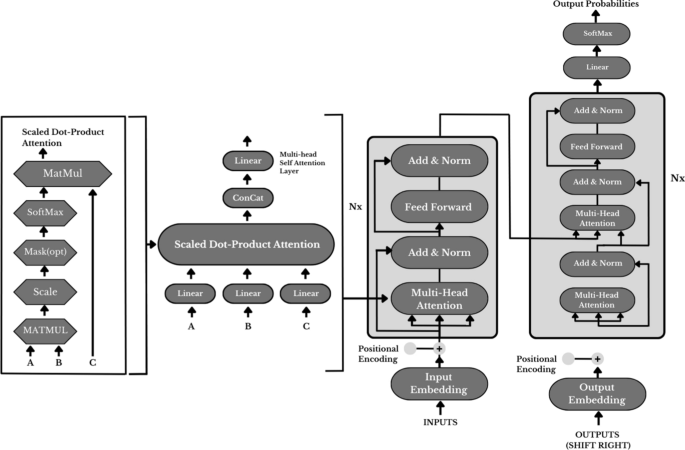 Scaled Dot-Product
Attention
MatMul
SoftMax
Mask(opt)
Scale
MATMUL
A
B
C
Linear
Multi-head
Self Attention
Layer
ConCat
Scaled Dot-Product Attention
Linear
Linear
Linear
A
B
C
Nx
Add & Norm
Feed Forward
Add & Norm
Multi-Head
Attention
Positional
Encoding
+
Input
Embedding
INPUTS
Output Probabilities
SoftMax
Linear
Nx
Add & Norm
Feed Forward
Add & Norm
Multi-Head
Attention
Add & Norm
Multi-Head
Attention
Positional
Encoding
+
Output
Embedding
OUTPUTS
(SHIFT RIGHT)